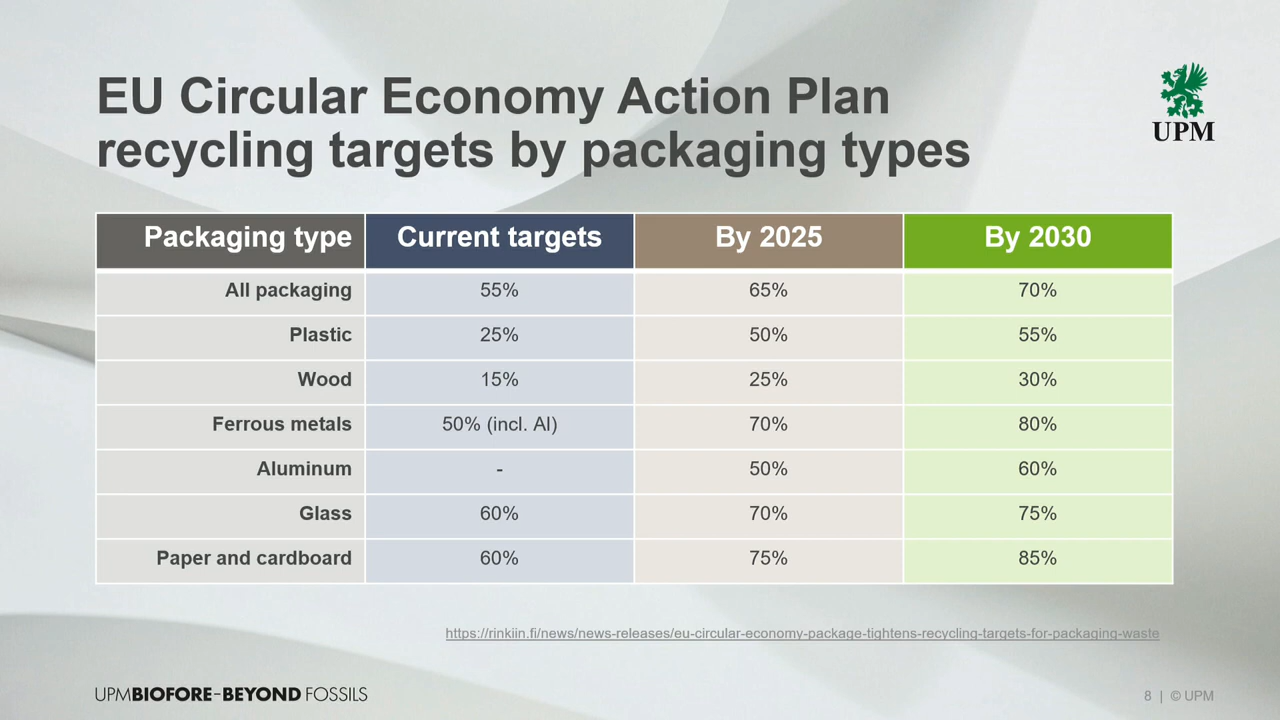 EU Circular Economy Action Plan
recycling targets by packaging types
UPM
Packaging type Current targets By 2025 By 2030
All packaging 55% 65% 70%
Plastic 25% 50% 55%
Wood 15% 25% 30%
Ferrous metals 50% (incl. Al) 70% 80%
Aluminum - 50% 60%
Glass 60% 70% 75%
Paper and cardboard 60% 75% 85%
https://rinkiin.fi/news/news-releases/eu-circular-economy-package-tightens-recycling-targets-for-packaging-waste
UPM BIOFORE–BEYOND FOSSILS
8 | © UPM